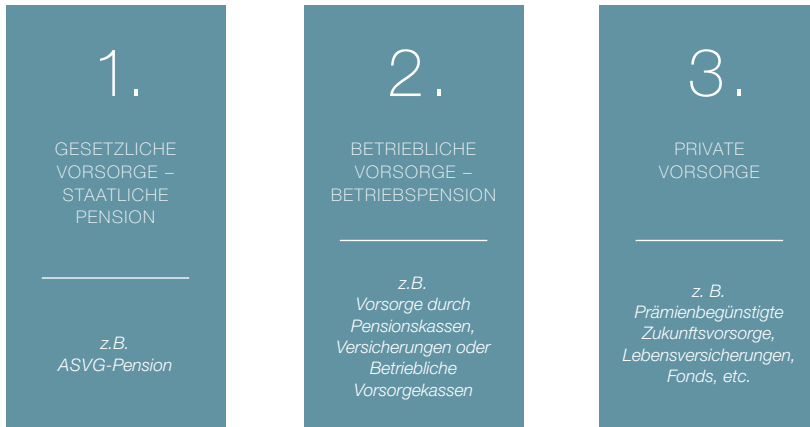 1.
GESETZLICHE
VORSORGE –
STAATLICHE
PENSION
z.B.
ASVG-Pension
2.
BETRIEBLICHE
VORSORGE –
BETRIEBSPENSION
z.B.
Vorsorge durch
Pensionskassen,
Versicherungen oder
Betriebliche
Vorsorgekassen
3.
PRIVATE
VORSORGE
z. B.
Prämienbegünstigte
Zukunftsvorsorge,
Lebensversicherungen,
Fonds, etc.